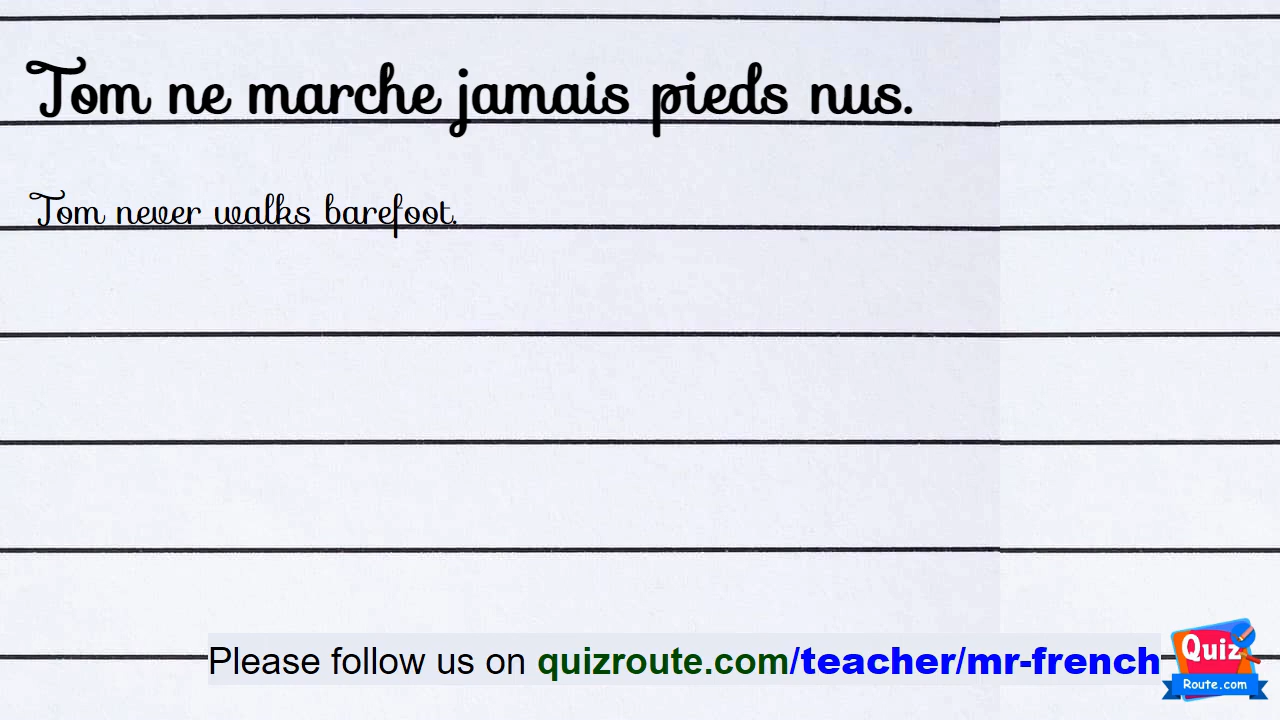 Tom ne marche jamais pieds nus.
Tom never walks barefoot.
Please follow us on quizroute.com/teacher/mr-french
Quiz
Route.com